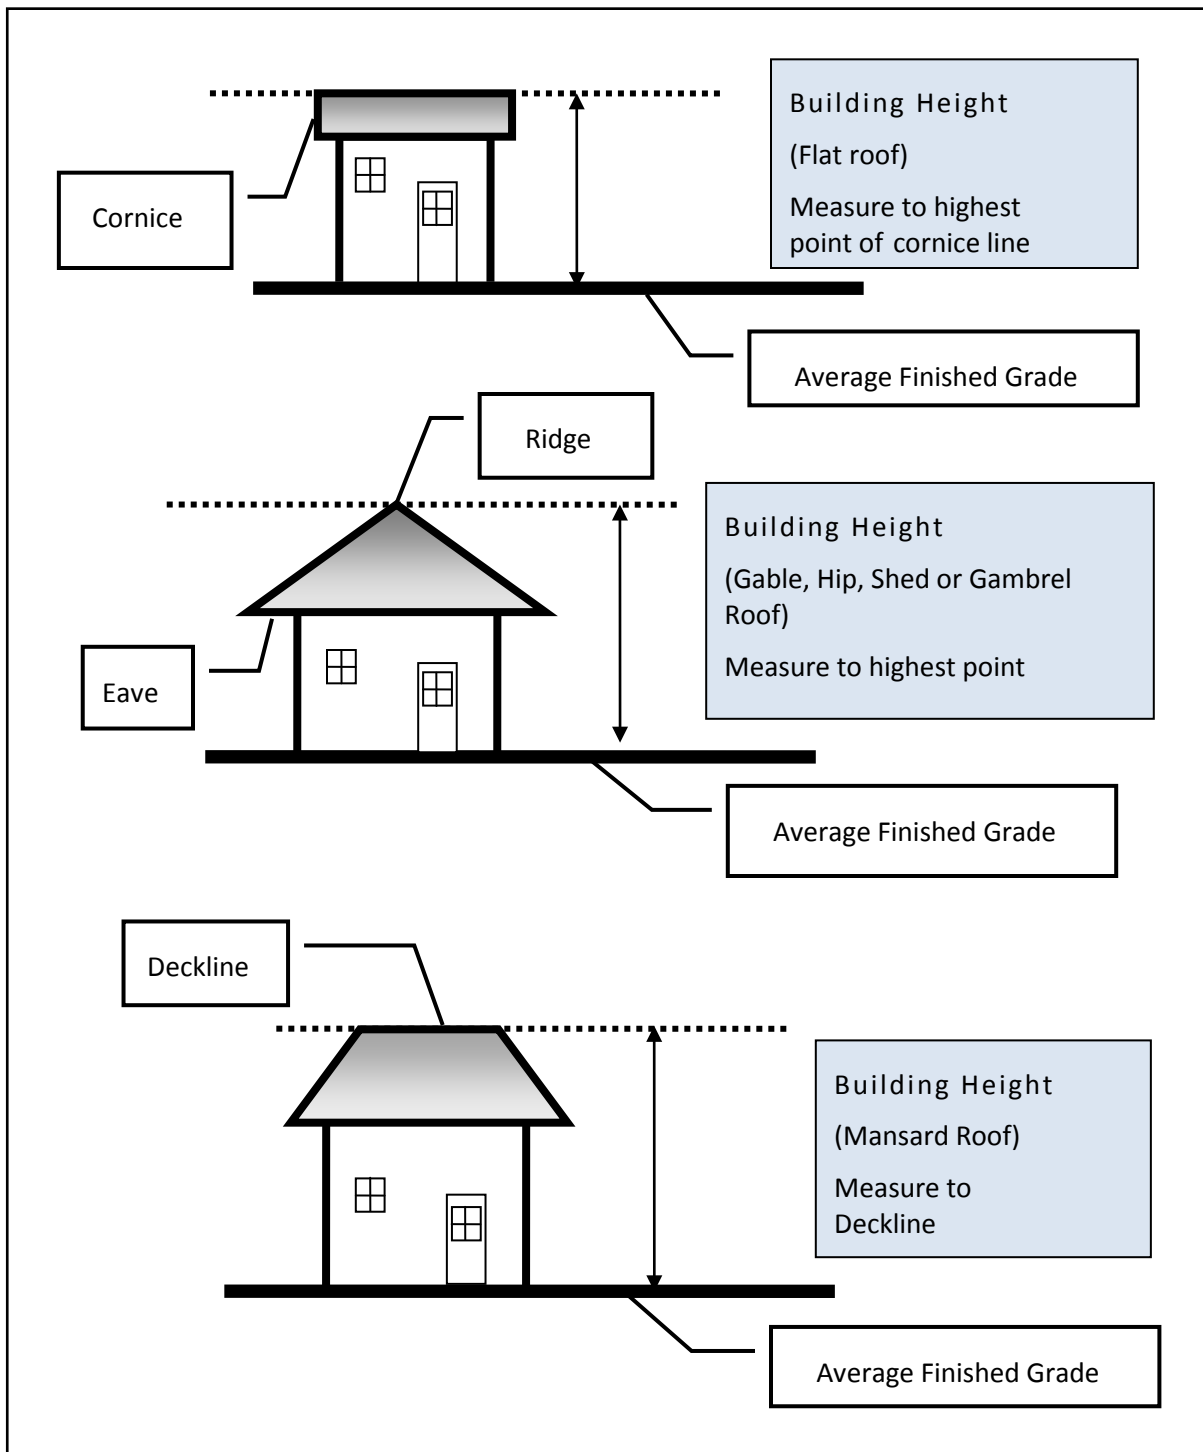 Building Height
(Flat roof)
Measure to highest
point of cornice line
Cornice
Average Finished Grade
Ridge
Building Height
(Gable, Hip, Shed or Gambrel
Roof)
Measure to highest point
Eave
Average Finished Grade
Deckline
Building Height
(Mansard Roof)
Measure to
Deckline
Average Finished Grade